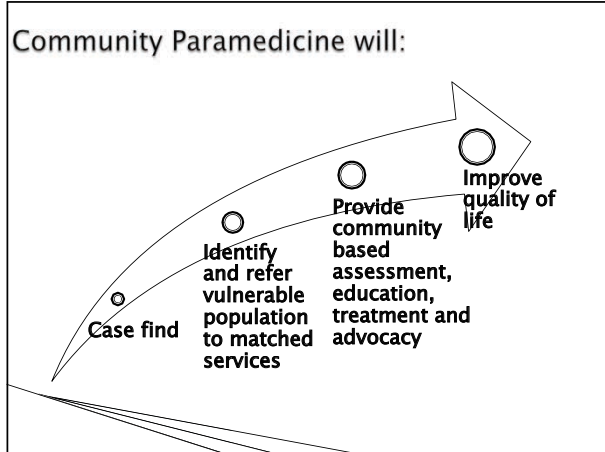 Community Paramedicine will:
Case find
Identify
and refer
vulnerable
population
to matched
services
Provide
community
based
assessment,
education,
treatment and
advocacy
Improve
quality of
life